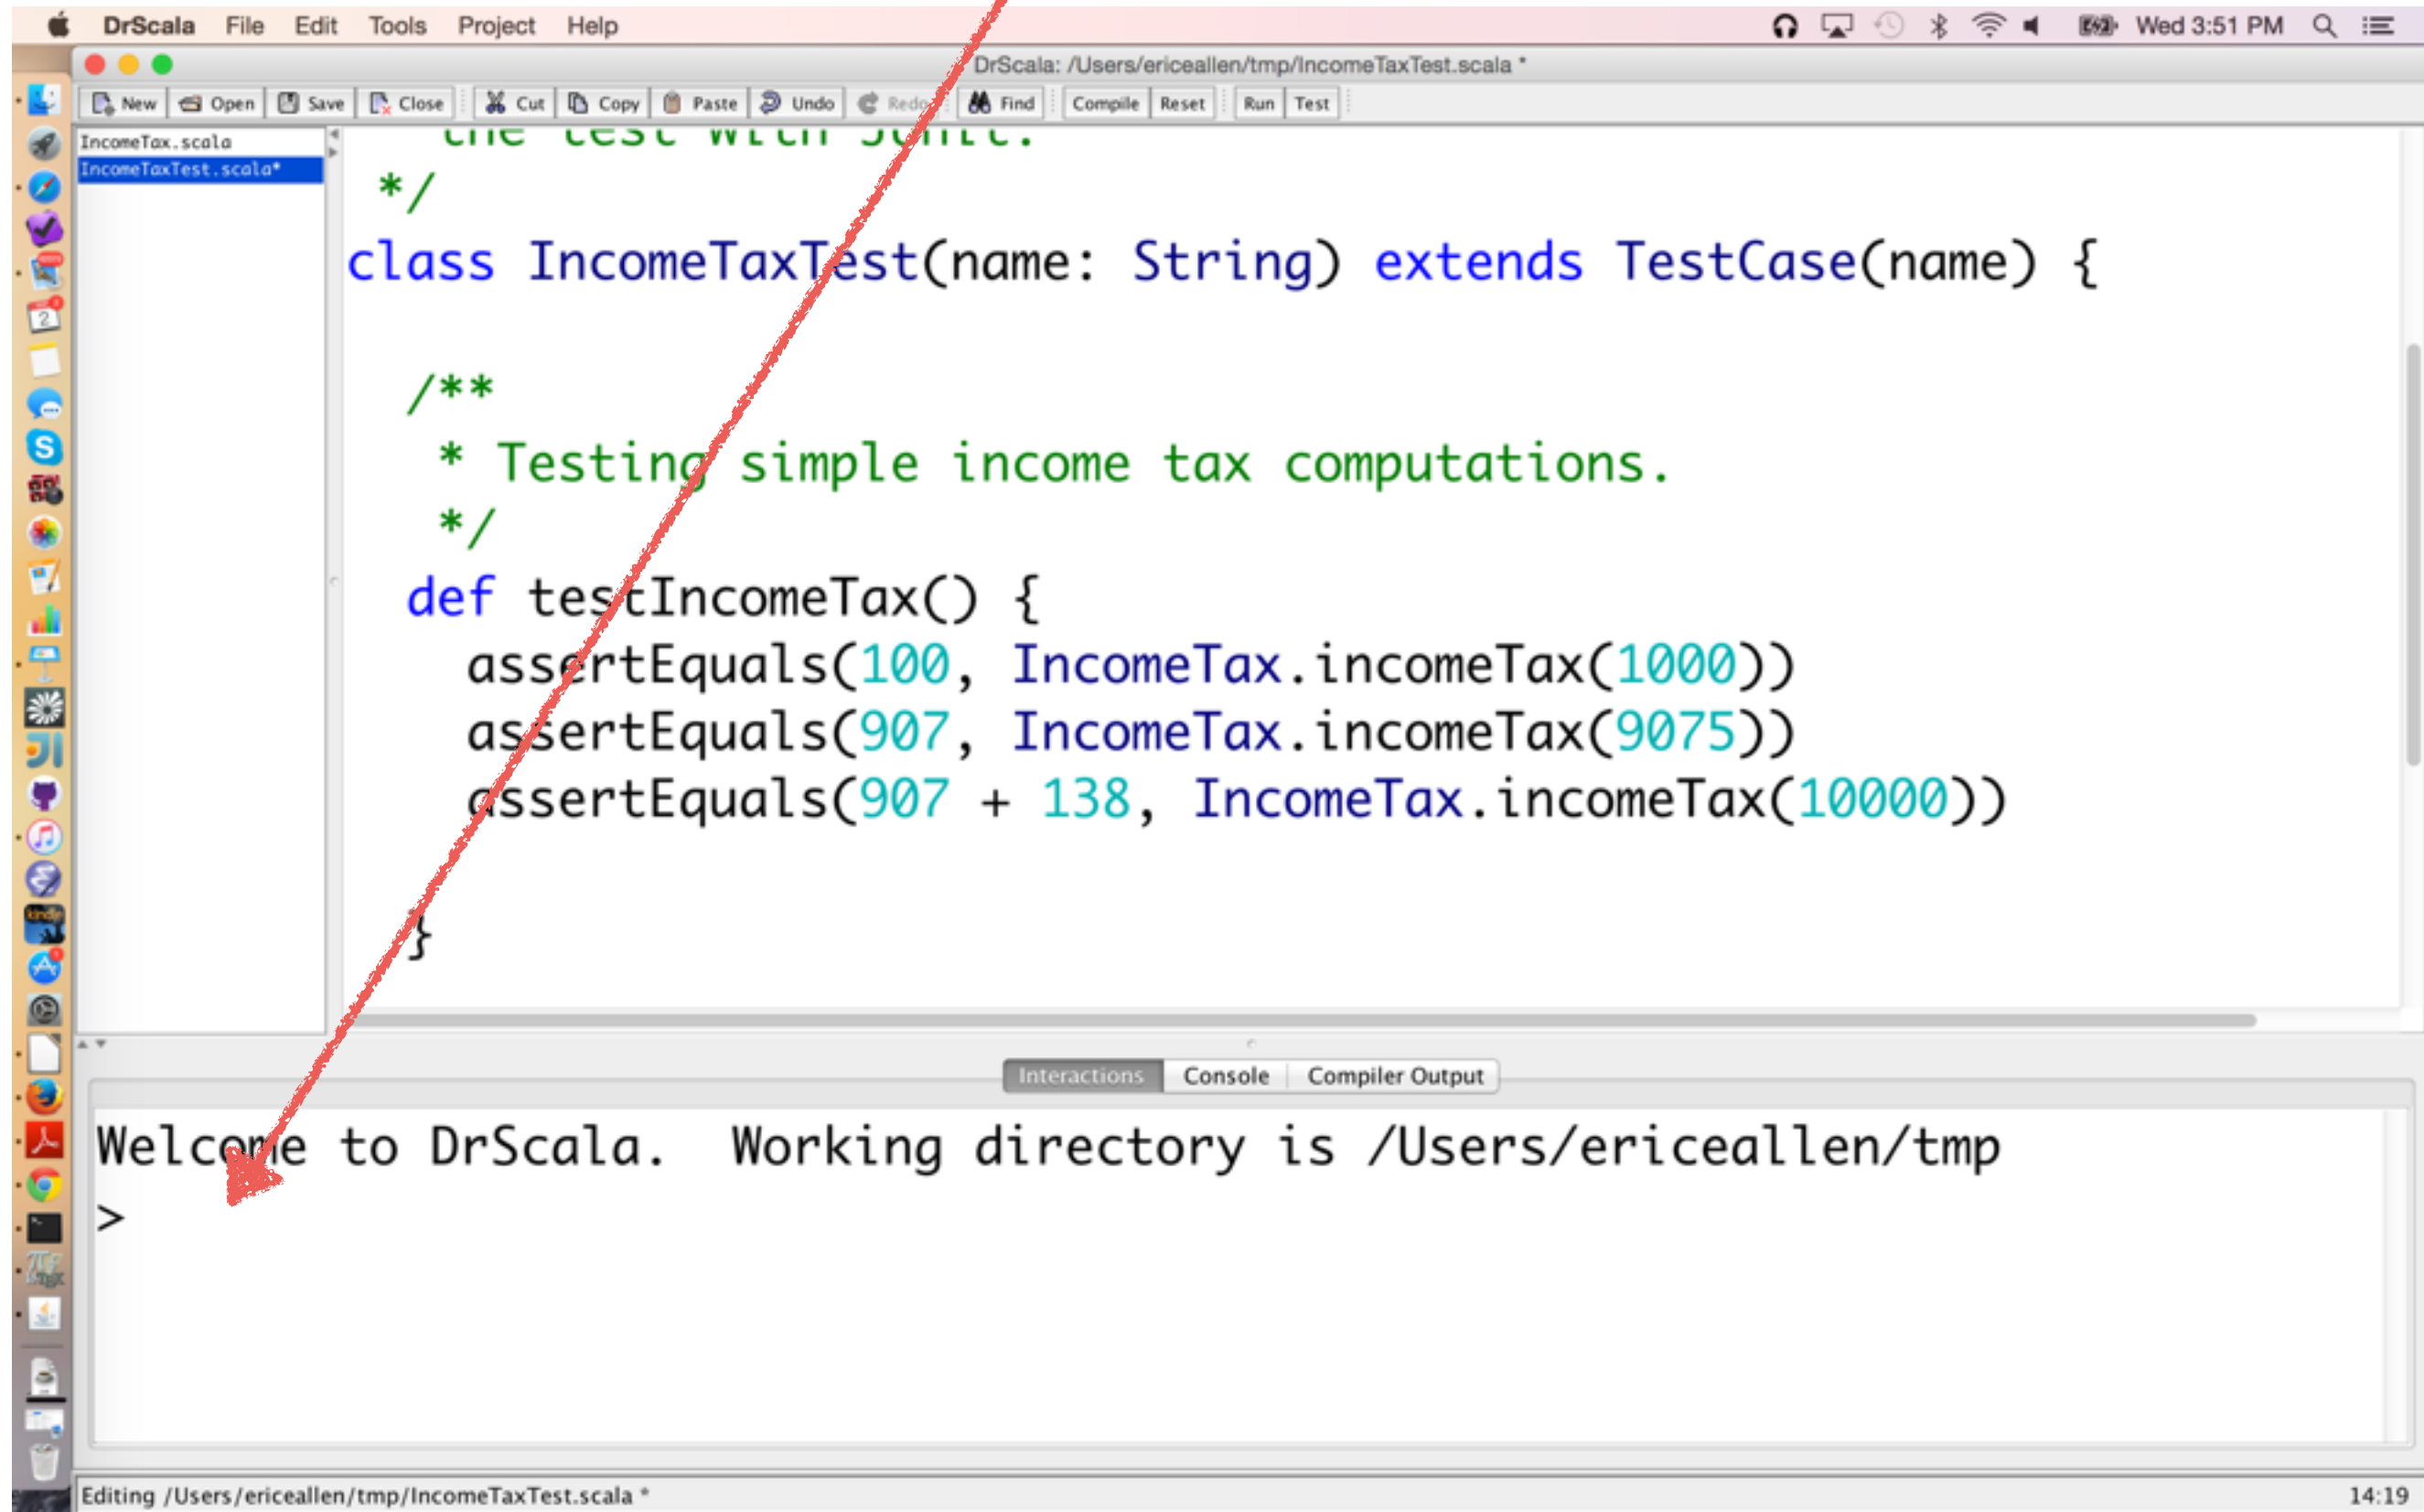 DrScala File Edit Tools Project Help Wed 3:51 PM
DrScala: /Users/ericeallen/tmp/IncomeTaxTest.scala *
New Open Save Close Cut Copy Paste Undo Redo Find Compile Reset Run Test
IncomeTax.scala
IncomeTaxTest.scala*
the test with JUnit.
*/
class IncomeTaxTest(name: String) extends TestCase(name) {
/**
* Testing simple income tax computations.
*/
def testIncomeTax() {
assertEquals(100, IncomeTax.incomeTax(1000))
assertEquals(907, IncomeTax.incomeTax(9075))
assertEquals(907 + 138, IncomeTax.incomeTax(10000))
}
Interactions Console Compiler Output
Welcome to DrScala. Working directory is /Users/ericeallen/tmp
>
Editing /Users/ericeallen/tmp/IncomeTaxTest.scala * 14:19